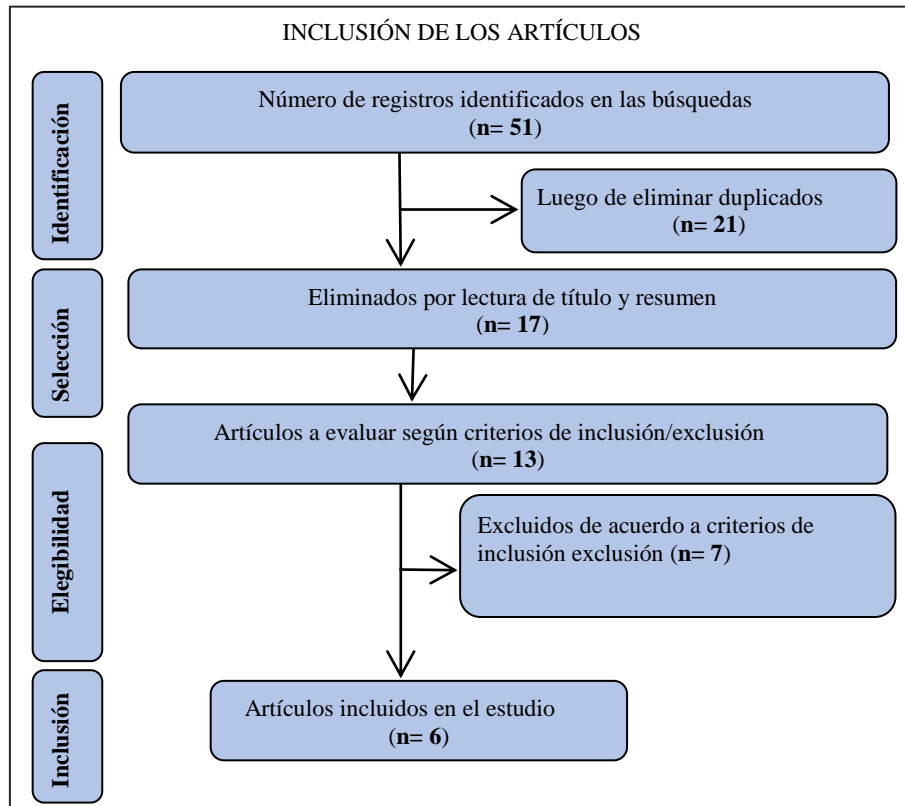 INCLUSIÓN DE LOS ARTÍCULOS
Identificación
Número de registros identificados en las búsquedas
(n= 51)
Luego de eliminar duplicados
(n= 21)
Selección
Eliminados por lectura de título y resumen
(n= 17)
Artículos a evaluar según criterios de inclusión/exclusión
(n= 13)
Elegibilidad
Excluidos de acuerdo a criterios de
inclusión exclusión (n= 7)
Inclusión
Artículos incluidos en el estudio
(n= 6)